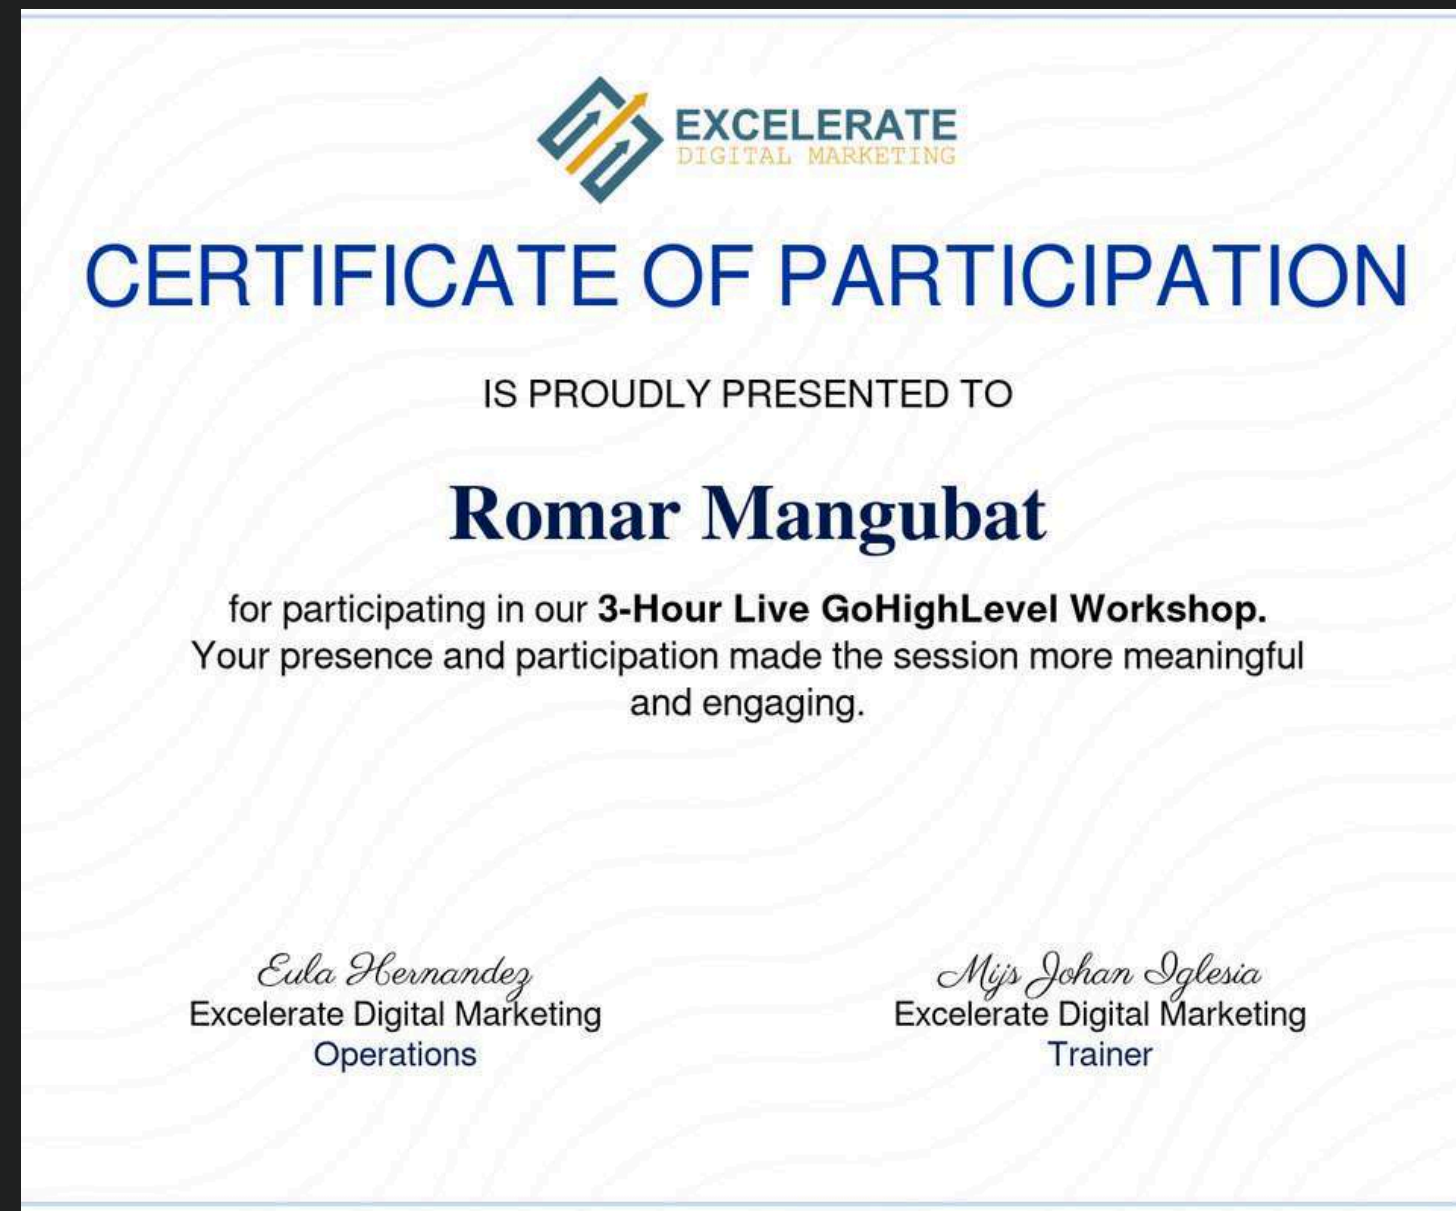 EXCELERATE
DIGITAL MARKETING
CERTIFICATE OF PARTICIPATION
IS PROUDLY PRESENTED TO
Romar Mangubat
for participating in our 3-Hour Live GoHighLevel Workshop.
Your presence and participation made the session more meaningful
and engaging.
Eula Hernandez
Excelerate Digital Marketing
Operations
Mijs Johan Iglesia
Excelerate Digital Marketing
Trainer